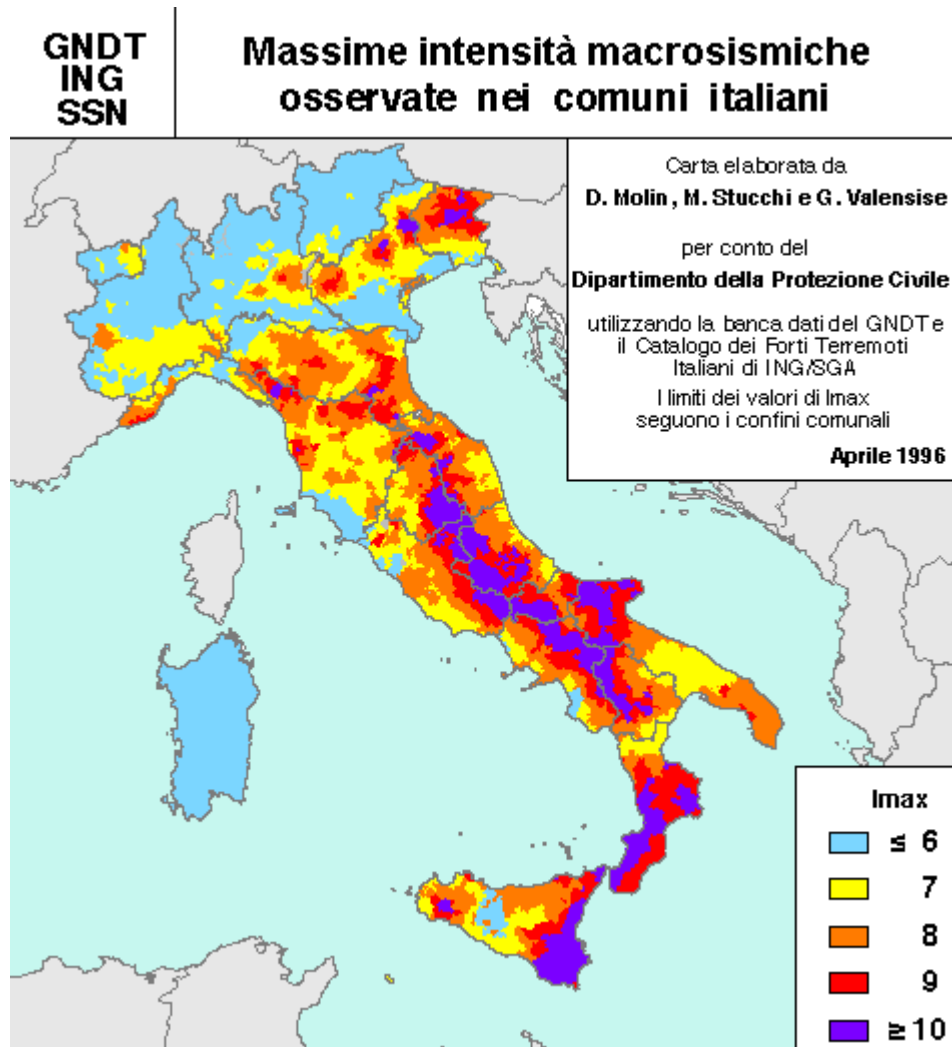 GNDT
ING
SSN
Massime intensità macrosismiche
osservate nei comuni italiani
Carta elaborata da
D. Molin, M. Stucchi e G. Valensise
per conto del
Dipartimento della Protezione Civile
utilizzando la banca dati del GNDT e
il Catalogo dei Forti Terremoti
Italiani di ING/SGA
I limiti dei valori di Imax
seguono i confini comunali
Aprile 1996
Imax
≤ 6
7
8
9
≥ 10